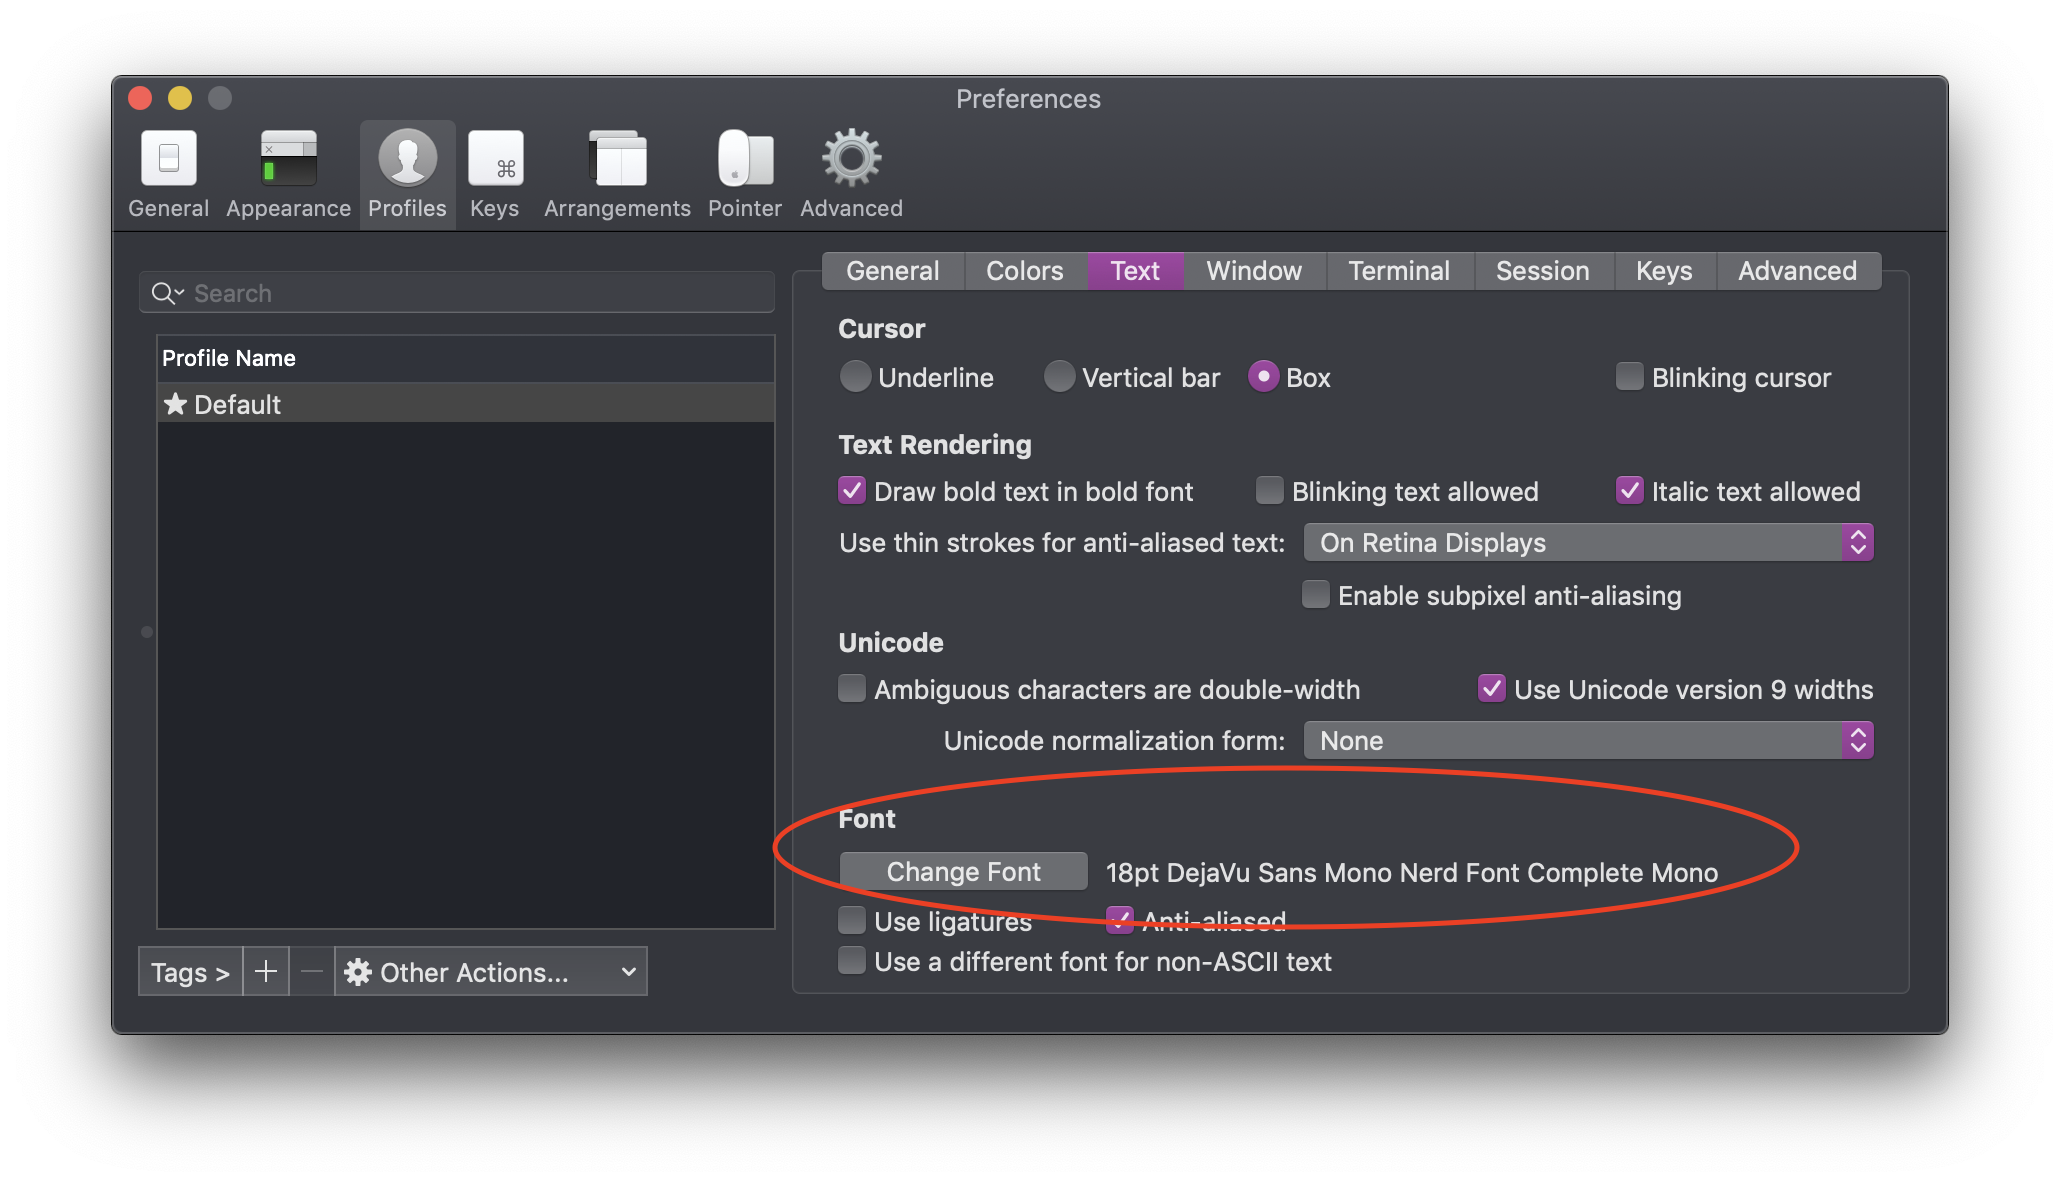 Preferences
General Appearance Profiles Keys Arrangements Pointer Advanced
General Colors Text Window Terminal Session Keys Advanced
Search
Profile Name
Default
Tags > + — Other Actions...
Cursor
Underline Vertical bar Box Blinking cursor
Text Rendering
Draw bold text in bold font Blinking text allowed Italic text allowed
Use thin strokes for anti-aliased text: On Retina Displays
Enable subpixel anti-aliasing
Unicode
Ambiguous characters are double-width Use Unicode version 9 widths
Unicode normalization form: None
Font
Change Font 18pt DejaVu Sans Mono Nerd Font Complete Mono
Use ligatures Anti-aliased
Use a different font for non-ASCII text